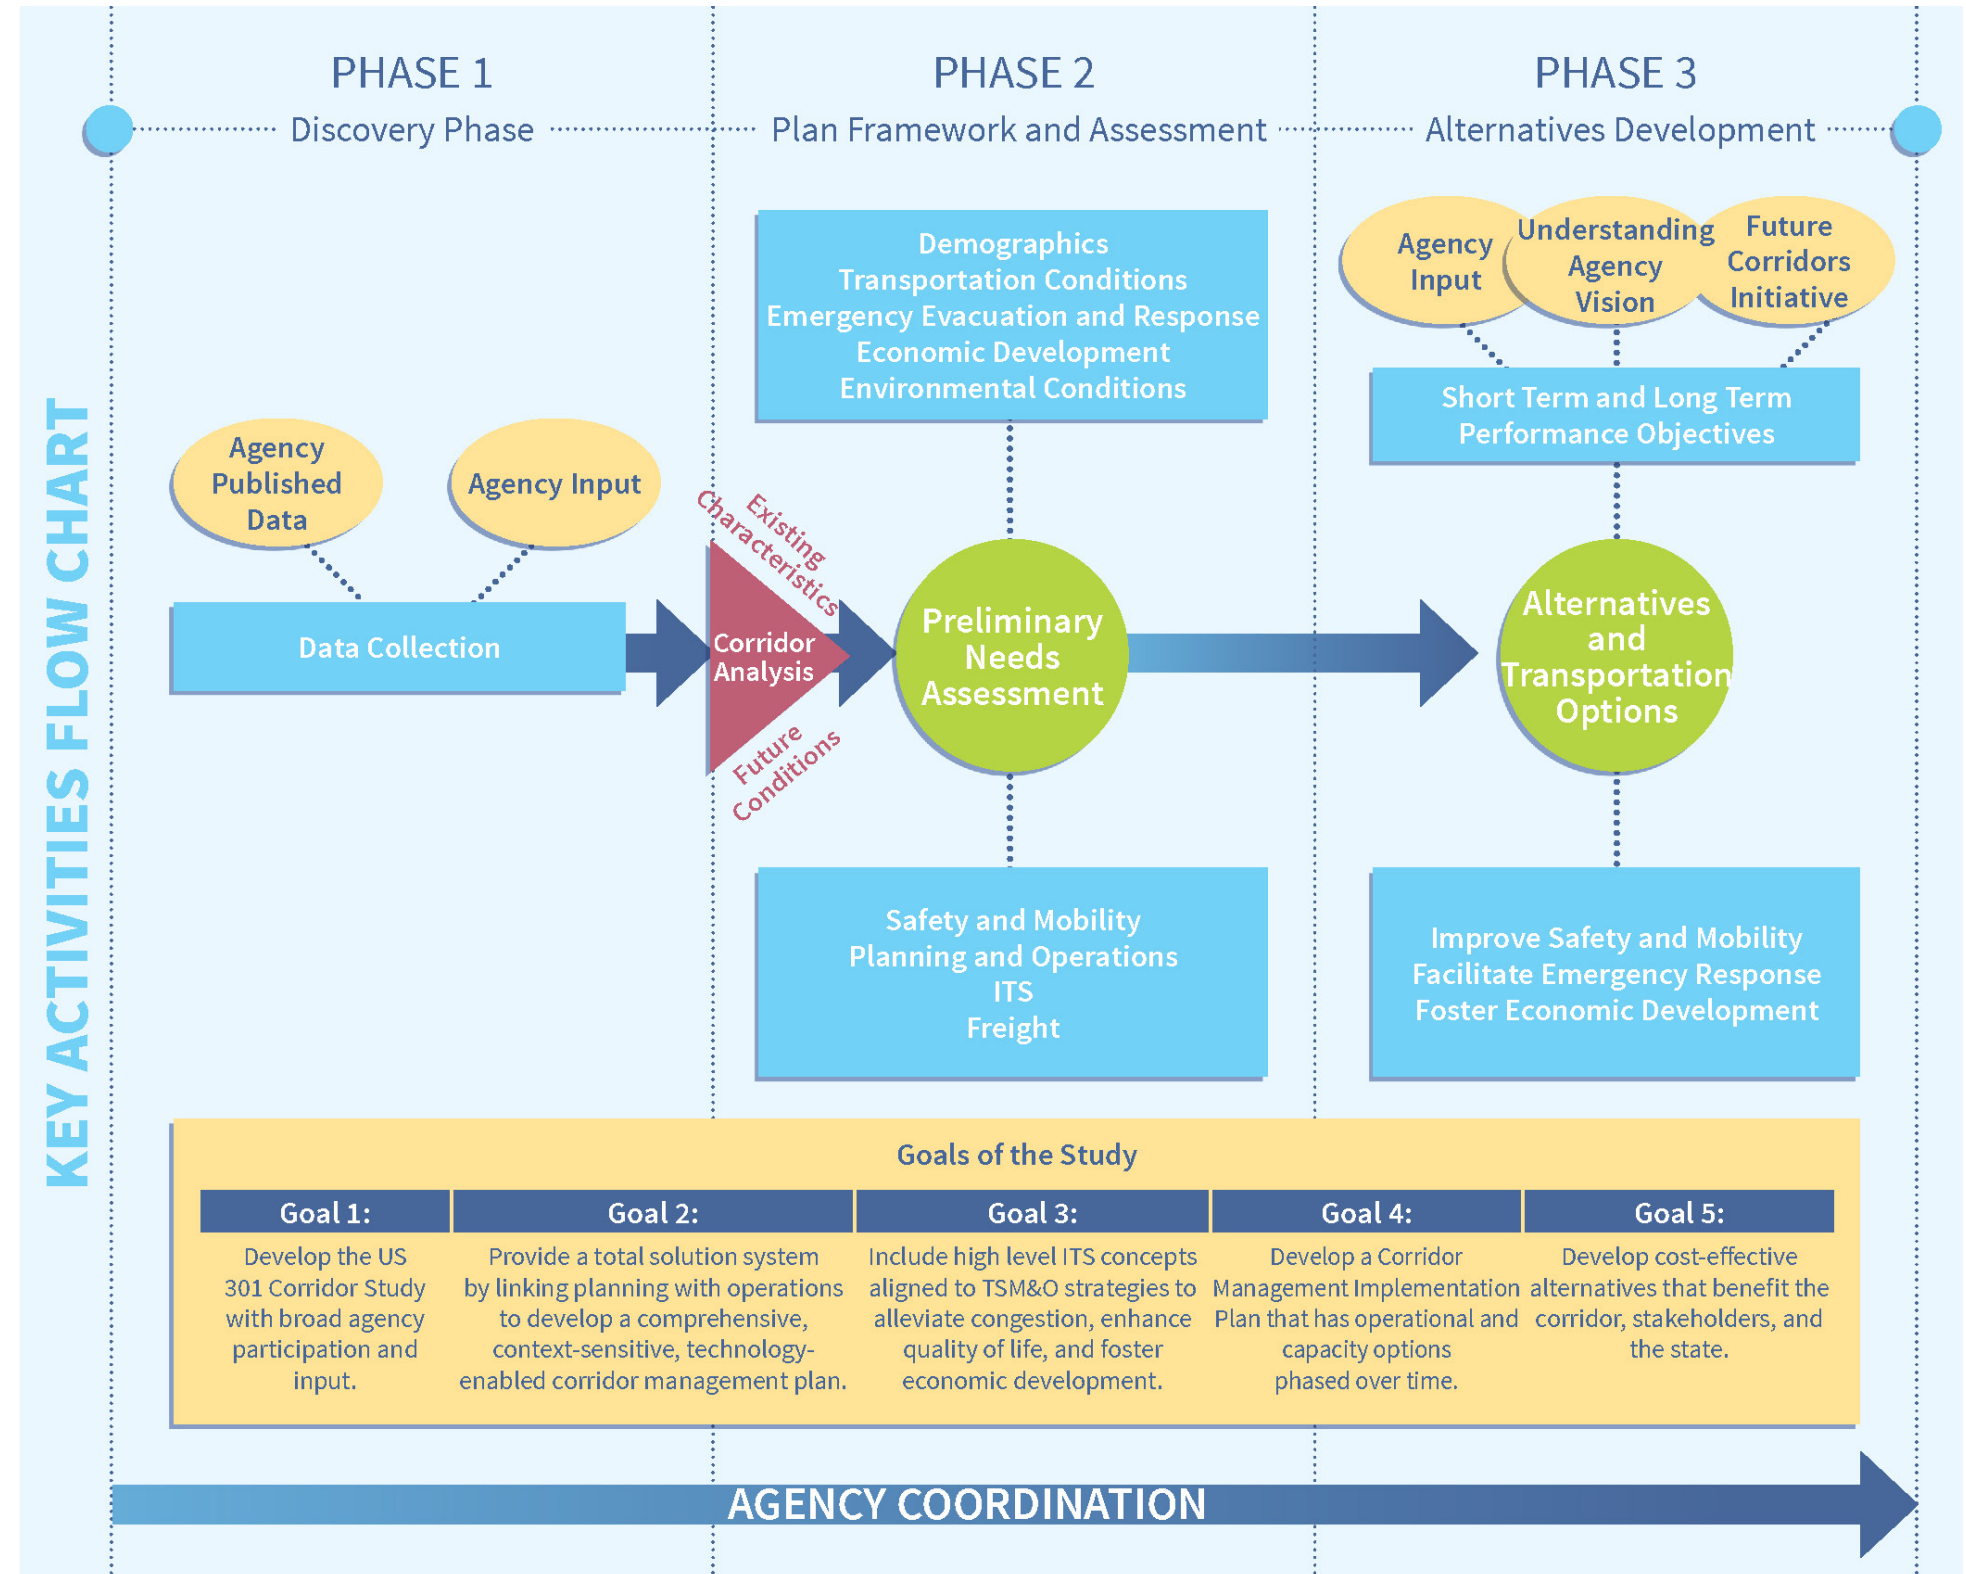 KEY ACTIVITIES FLOW CHART
PHASE 1
Discovery Phase
PHASE 2
Plan Framework and Assessment
PHASE 3
Alternatives Development
Agency
Published
Data
Agency Input
Data Collection
Existing
Characteristics
Corridor
Analysis
Future
Conditions
Demographics
Transportation Conditions
Emergency Evacuation and Response
Economic Development
Environmental Conditions
Preliminary
Needs
Assessment
Safety and Mobility
Planning and Operations
ITS
Freight
Agency
Input
Understanding
Agency
Vision
Future
Corridors
Initiative
Short Term and Long Term
Performance Objectives
Alternatives
and
Transportation
Options
Improve Safety and Mobility
Facilitate Emergency Response
Foster Economic Development
Goals of the Study
Goal 1:
Develop the US
301 Corridor Study
with broad agency
participation and
input.
Goal 2:
Provide a total solution system
by linking planning with operations
to develop a comprehensive,
context-sensitive, technology-
enabled corridor management plan.
Goal 3:
Include high level ITS concepts
aligned to TSM&O strategies to
alleviate congestion, enhance
quality of life, and foster
economic development.
Goal 4:
Develop a Corridor
Management Implementation
Plan that has operational and
capacity options
phased over time.
Goal 5:
Develop cost-effective
alternatives that benefit the
corridor, stakeholders, and
the state.
AGENCY COORDINATION